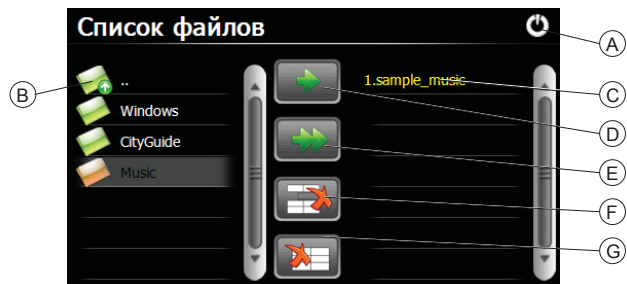 Список файлов
A
B
..
1.sample_music
C
Windows
D
CityGuide
E
Music
F
G